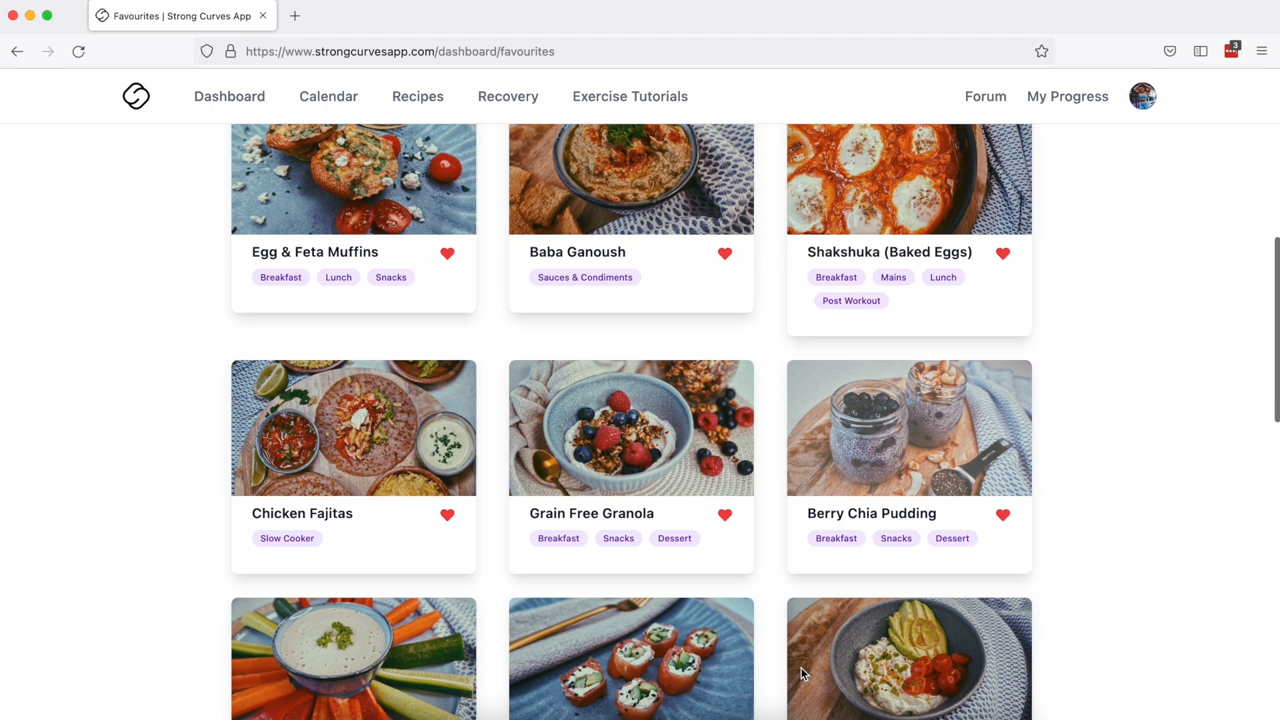 Favourites | Strong Curves App
https://www.strongcurvesapp.com/dashboard/favourites
3
Dashboard Calendar Recipes Recovery Exercise Tutorials Forum My Progress
Egg & Feta Muffins
Breakfast Lunch Snacks
Baba Ganoush
Sauces & Condiments
Shakshuka (Baked Eggs)
Breakfast Mains Lunch
Post Workout
Chicken Fajitas
Slow Cooker
Grain Free Granola
Breakfast Snacks Dessert
Berry Chia Pudding
Breakfast Snacks Dessert